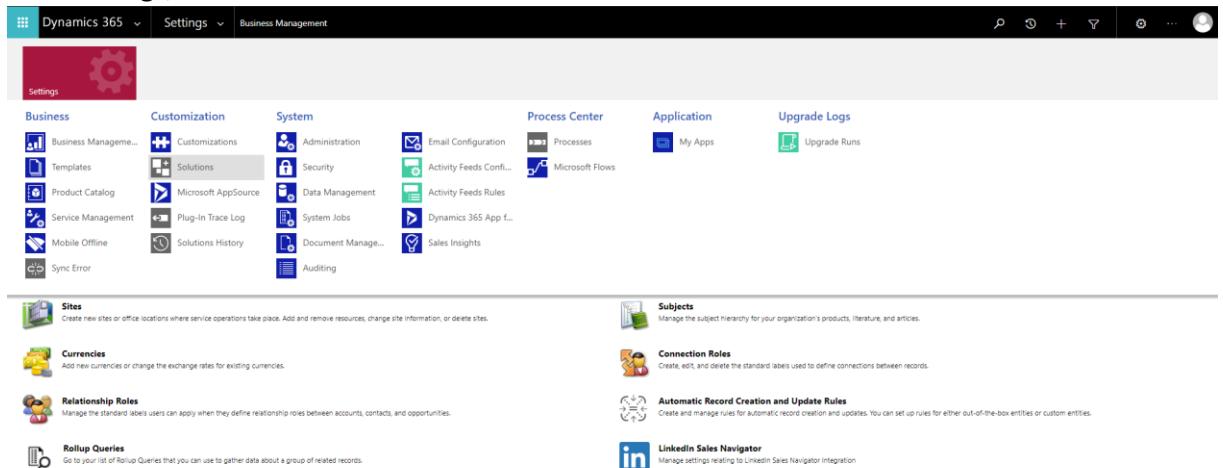 Dynamics 365 Settings Business Management
Settings
Business Customization System Process Center Application Upgrade Logs
Business Manageme... Customizations Administration Email Configuration Processes My Apps Upgrade Runs
Templates Solutions Security Activity Feeds Confi... Microsoft Flows
Product Catalog Microsoft AppSource Data Management Activity Feeds Rules
Service Management Plug-In Trace Log System Jobs Dynamics 365 App f...
Mobile Offline Solutions History Document Manage... Sales Insights
Sync Error Auditing
Sites Subjects
Create new sites or office locations where service operations take place. Add and remove resources, change site information, or delete sites. Manage the subject hierarchy for your organization's products, literature, and articles.
Currencies Connection Roles
Add new currencies or change the exchange rates for existing currencies. Create, edit, and delete the standard labels used to define connections between records.
Relationship Roles Automatic Record Creation and Update Rules
Manage the standard labels users can apply when they define relationship roles between accounts, contacts, and opportunities. Create and manage rules for automatic record creation and updates. You can set up rules for either out-of-the-box entities or custom entities.
Rollup Queries LinkedIn Sales Navigator
Go to your list of Rollup Queries that you can use to gather data about a group of related records. Manage settings relating to LinkedIn Sales Navigator Integration